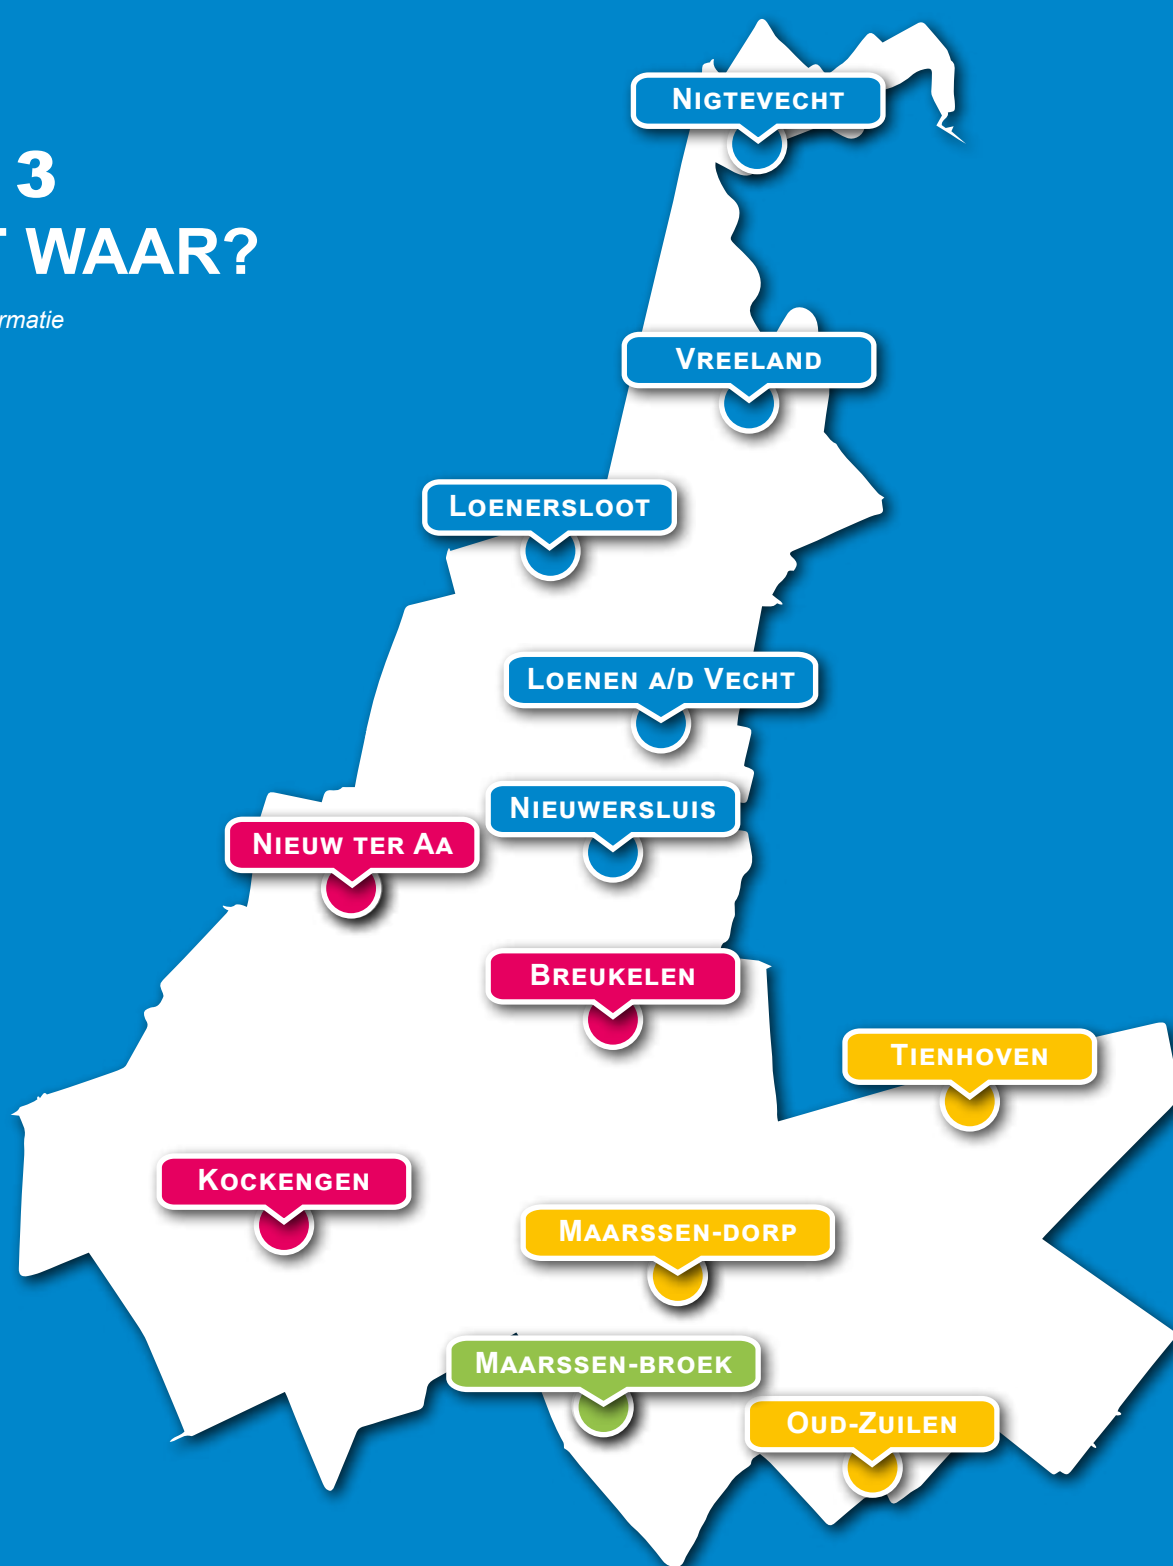 3
WAAR?
Nigtevecht
Vreeland
Loenersloot
Loenen a/d Vecht
Nieuwersluis
Nieuw ter Aa
Breukelen
Tienhoven
Kockengen
Maarssen-dorp
Maarssen-broek
Oud-Zuilen